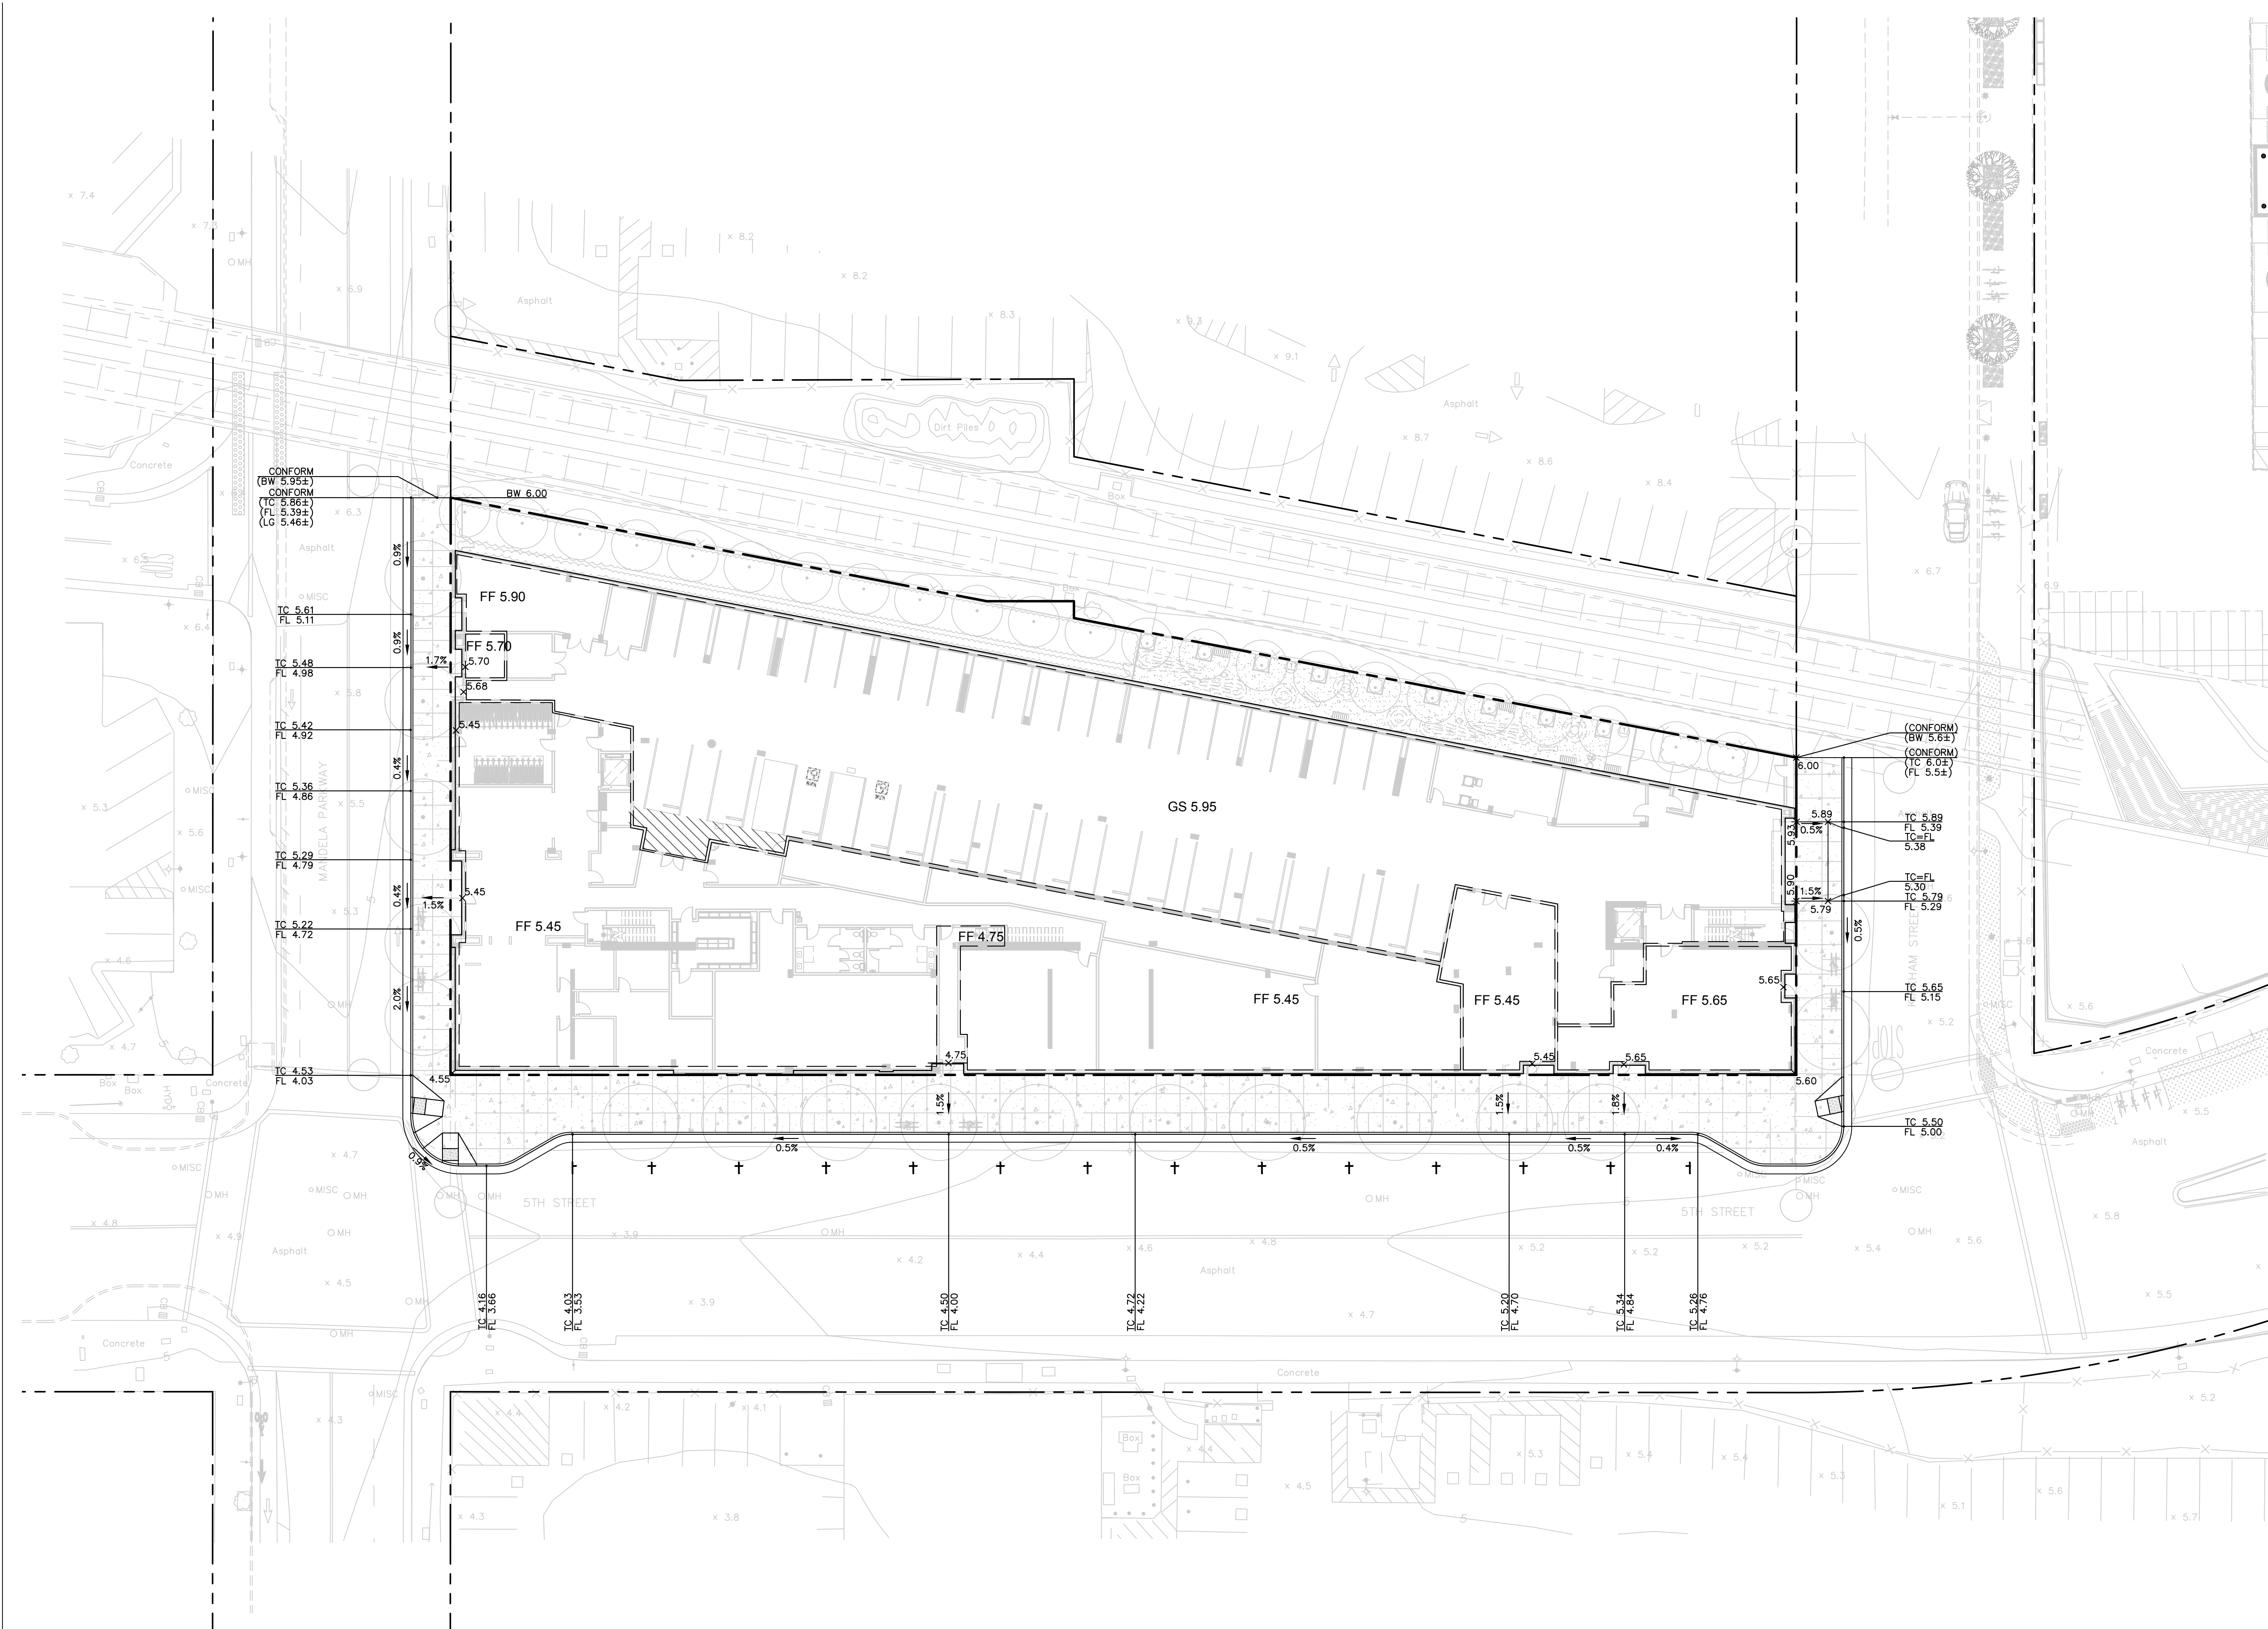 x 7.4
x 7.3
MH
x 8.2
x 8.2
x 6.9
Asphalt
x 8.3
x 9.3
x 9.1
Asphalt
Dirt Piles
x 8.7
x 8.6
x 8.4
Box
Concrete
CONFORM
(BW 5.95±)
CONFORM
(TC 5.86±)
(FL 5.39±)
(LG 5.46±)
BW 6.00
x 6.3
Asphalt
0.9%
MISC
TC 5.61
FL 5.11
x 6.4
0.9%
FF 5.90
FF 5.70
5.70
1.7%
5.68
TC 5.48
FL 4.98
x 5.8
TC 5.42
FL 4.92
5.45
0.4%
MISC
TC 5.36
FL 4.86
x 5.3
x 5.5
x 5.6
MANDELA PARKWAY
TC 5.29
FL 4.79
MISC
0.4%
5.45
1.5%
x 5.3
TC 5.22
FL 4.72
FF 5.45
x 4.6
2.0%
MH
x 4.7
TC 4.53
FL 4.03
4.55
Box
Box
Concrete
GS 5.95
FF 4.75
FF 5.45
FF 5.45
FF 5.65
4.75
5.45
5.65
5.65
x 6.7
x 6.9
(CONFORM)
(BW 5.6±)
(CONFORM)
(TC 6.0±)
(FL 5.5±)
6.00
5.89
5.93
0.5%
TC 5.89
FL 5.39
TC=FL
5.38
TC=FL
5.30
TC 5.79
FL 5.29
5.90
1.5%
5.79
0.5%
TC 5.65
FL 5.15
x 5.6
MISC
x 5.6
x 5.2
5.60
TC 5.50
FL 5.00
Concrete
MH
x 5.5
Asphalt
1.5%
1.5%
1.8%
0.9%
0.5%
0.5%
0.5%
0.4%
x 4.7
MISC
MH
MISC
MH
MH
MH
5TH STREET
MH
MISC
MISC
MH
MISC
5TH STREET
x 4.8
x 4.9
MH
Asphalt
x 3.9
MH
x 4.2
x 4.4
x 4.6
x 4.8
Asphalt
x 5.2
x 5.2
x 5.2
x 5.4
MH
x 5.6
x 5.8
x 4.5
MH
x 3.9
x 4.7
5
x 5.5
x 5.5
TC 4.16
FL 3.66
TC 4.03
FL 3.53
TC 4.50
FL 4.00
TC 4.72
FL 4.22
TC 5.20
FL 4.70
TC 5.34
FL 4.84
TC 5.26
FL 4.76
Concrete
MH
Concrete
MISC
x 4.3
x 4.4
x 4.2
x 4.1
x 5.2
Box
x 4.4
x 5.3
x 5.4
x 5.4
Box
x 4.5
x 5.3
x 5.6
x 5.1
x 4.3
x 3.8
5
x 5.7